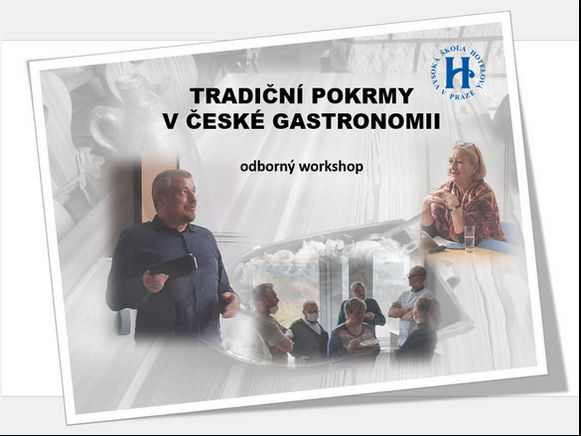 TRADIČNÍ POKRMY
V ČESKÉ GASTRONOMII
odborný workshop
VYSOKÁ ŠKOLA HOTELOVÁ
V PRAZE
H